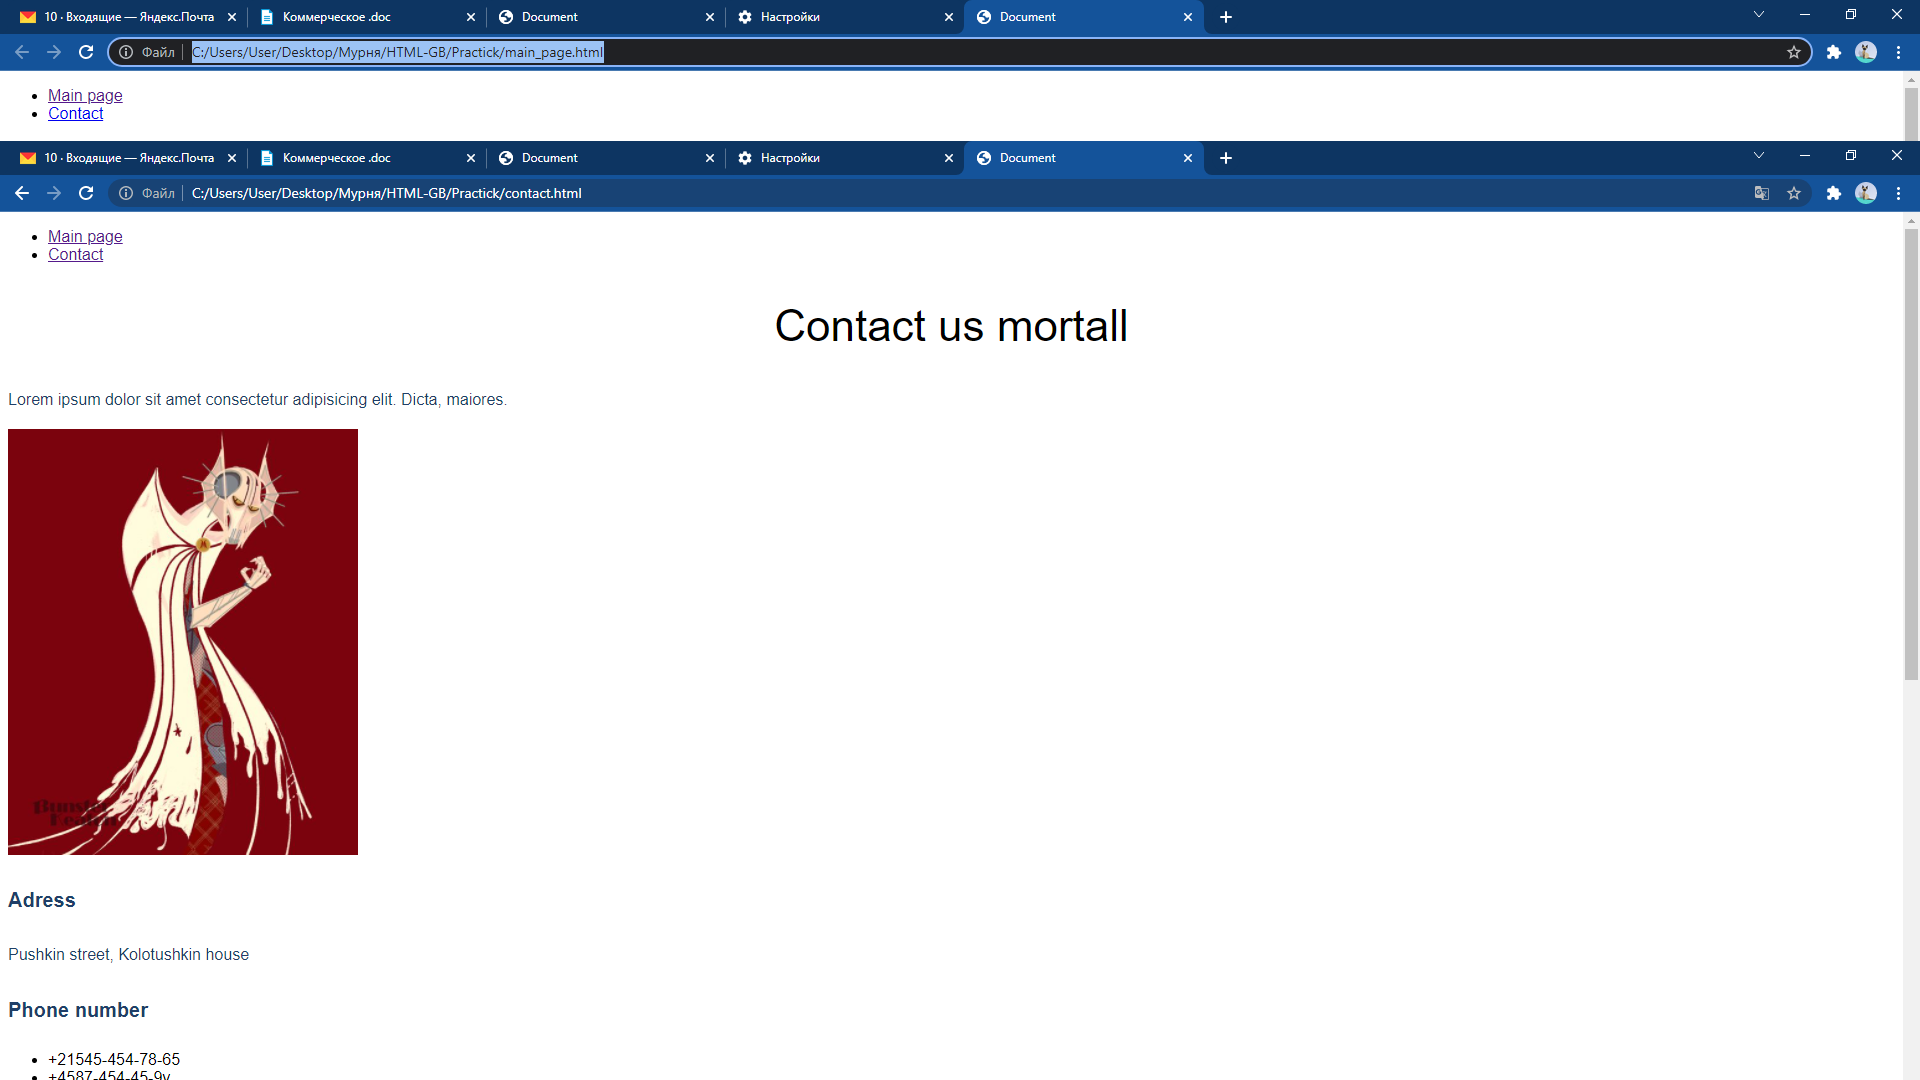 10 · Входящие — Яндекс.Почта
Коммерческое .doc
Document
Настройки
Document
Файл
C:/Users/User/Desktop/Мурня/HTML-GB/Practick/main_page.html
Main page
Contact
10 · Входящие — Яндекс.Почта
Коммерческое .doc
Document
Настройки
Document
Файл
C:/Users/User/Desktop/Мурня/HTML-GB/Practick/contact.html
Main page
Contact
Contact us mortall
Lorem ipsum dolor sit amet consectetur adipisicing elit. Dicta, maiores.
Adress
Pushkin street, Kolotushkin house
Phone number
+21545-454-78-65
+4587-454-45-9v